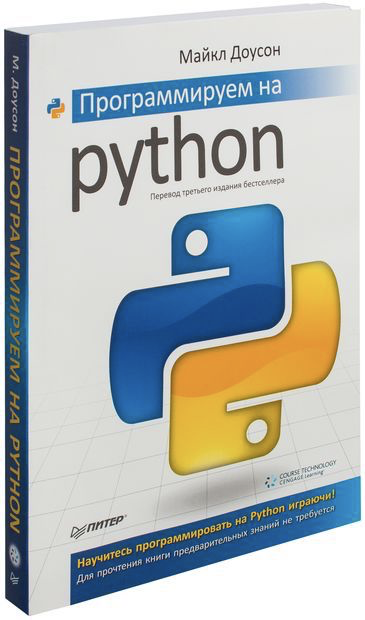 Майкл Доусон
Программируем на
python
Перевод третьего издания бестселлера
COURSE TECHNOLOGY
CENGAGE Learning™
ПИТЕР®
Научитесь программировать на Python играючи!
Для прочтения книги предварительных знаний не требуется
М. Доусон
ПРОГРАММИРУЕМ НА PYTHON